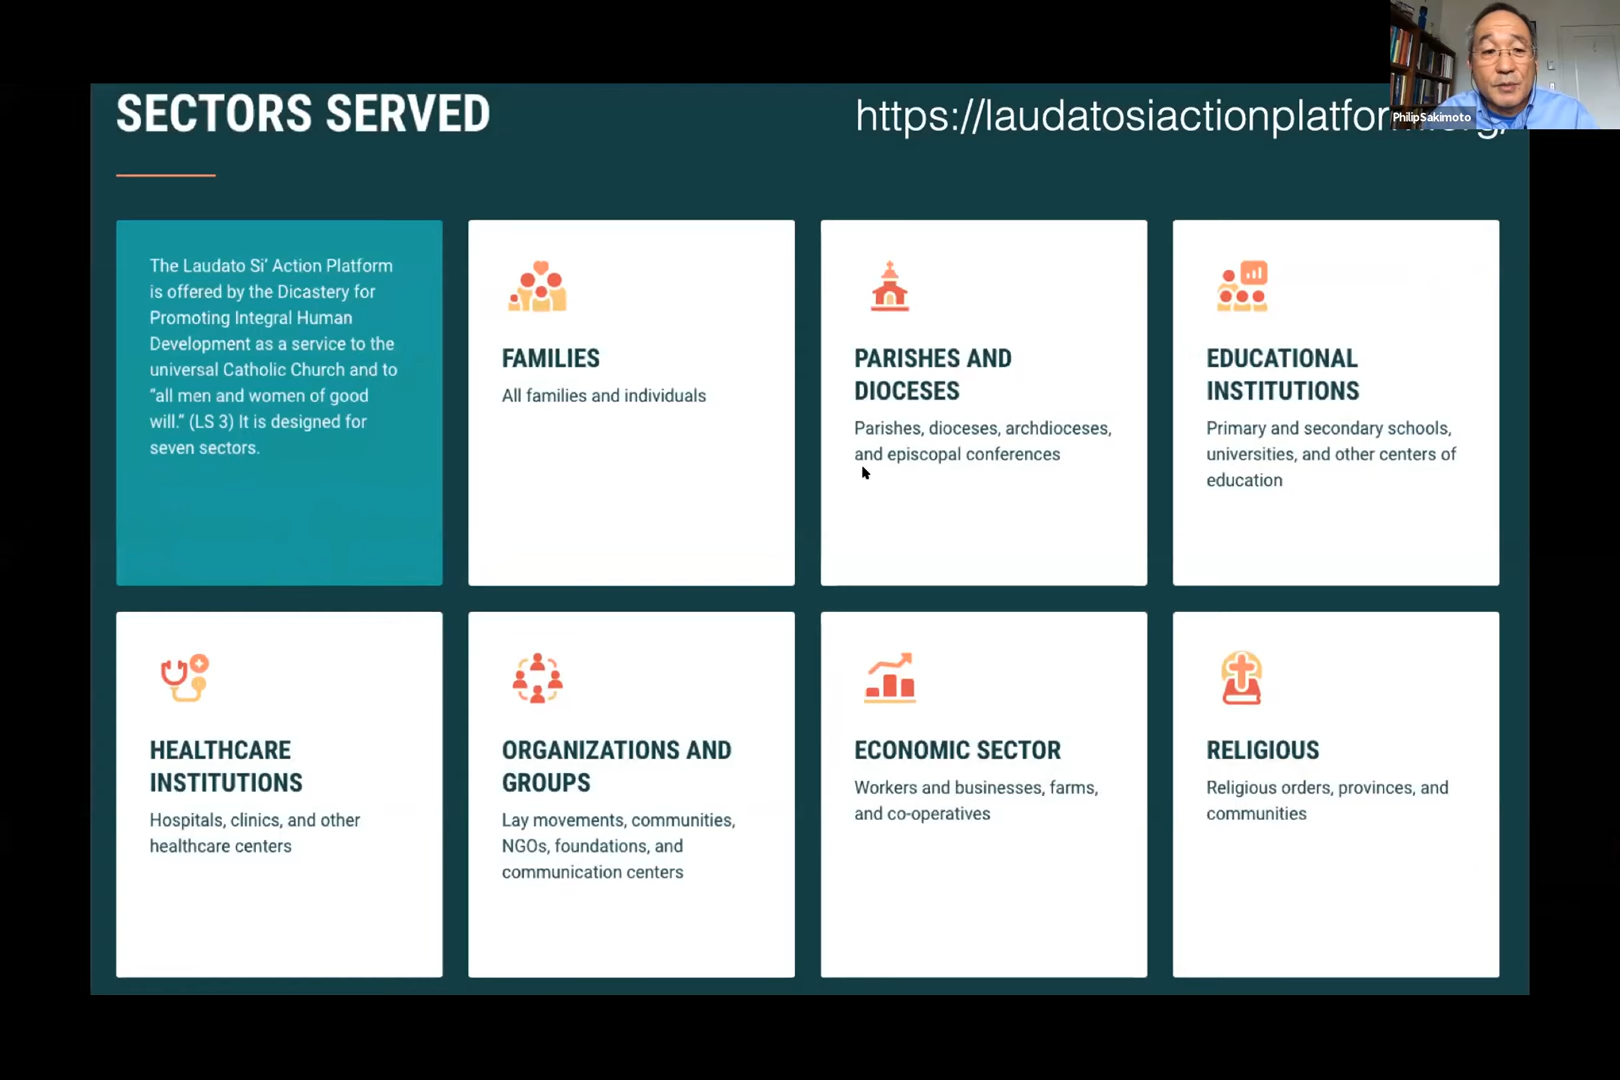 SECTORS SERVED
https://laudatosiactionplatfor
PhilipSakimoto
The Laudato Si’ Action Platform
is offered by the Dicastery for
Promoting Integral Human
Development as a service to the
universal Catholic Church and to
“all men and women of good
will.” (LS 3) It is designed for
seven sectors.
FAMILIES
All families and individuals
PARISHES AND
DIOCESES
Parishes, dioceses, archdioceses,
and episcopal conferences
EDUCATIONAL
INSTITUTIONS
Primary and secondary schools,
universities, and other centers of
education
HEALTHCARE
INSTITUTIONS
Hospitals, clinics, and other
healthcare centers
ORGANIZATIONS AND
GROUPS
Lay movements, communities,
NGOs, foundations, and
communication centers
ECONOMIC SECTOR
Workers and businesses, farms,
and co-operatives
RELIGIOUS
Religious orders, provinces, and
communities